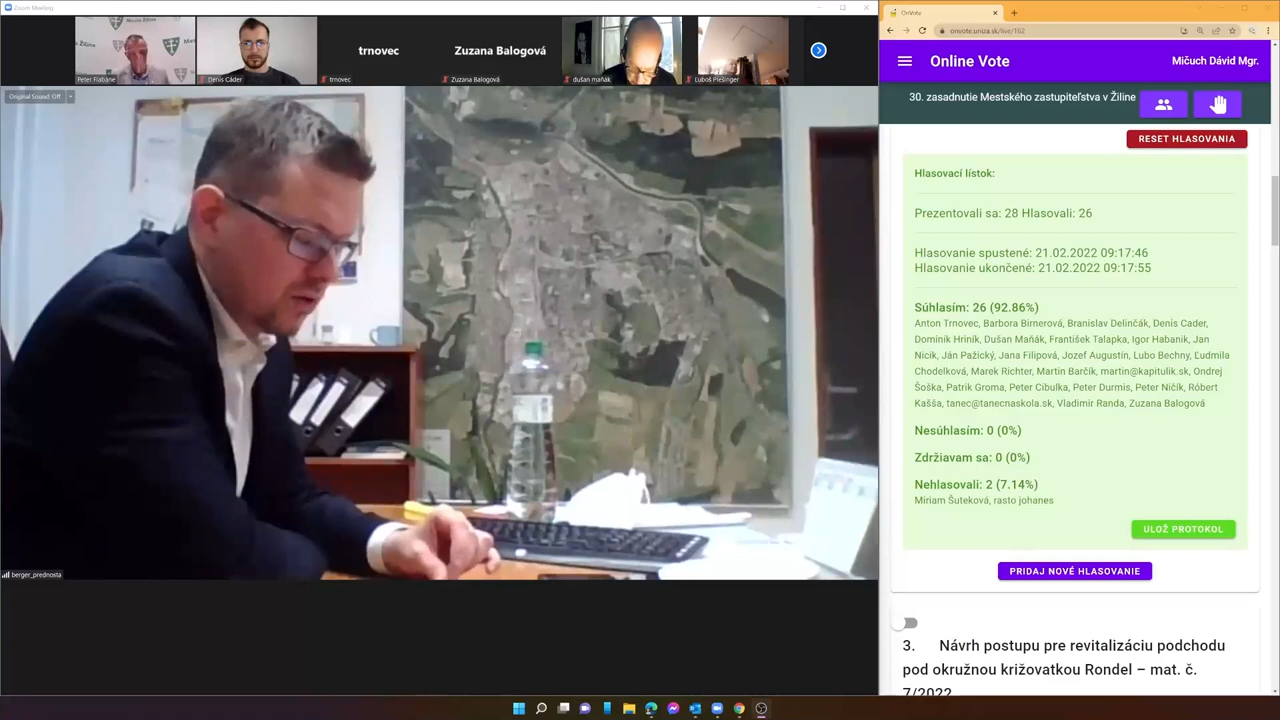 Zoom Meeting
Peter Fiabáne
Denis Cáder
trnovec
trnovec
Zuzana Balogová
Zuzana Balogová
dušan maňák
Ľuboš Plešinger
Original Sound: Off
berger_prednosta
OnVote
onvote.uniza.sk/live/162
Online Vote
Mičuch Dávid Mgr.
30. zasadnutie Mestského zastupiteľstva v Žiline
RESET HLASOVANIA
Hlasovací lístok:
Prezentovali sa: 28 Hlasovali: 26
Hlasovanie spustené: 21.02.2022 09:17:46
Hlasovanie ukončené: 21.02.2022 09:17:55
Súhlasím: 26 (92.86%)
Anton Trnovec, Barbora Birnerová, Branislav Delinčák, Denis Cader,
Dominik Hriník, Dušan Maňák, František Talapka, Igor Habanik, Jan
Nicik, Ján Pažický, Jana Filipová, Jozef Augustín, Lubo Bechny, Ľudmila
Chodelková, Marek Richter, Martin Barčík, martin@kapitulik.sk, Ondrej
Šoška, Patrik Groma, Peter Cibulka, Peter Durmis, Peter Ničík, Róbert
Kašša, tanec@tanecnaskola.sk, Vladimir Randa, Zuzana Balogová
Nesúhlasím: 0 (0%)
Zdržiavam sa: 0 (0%)
Nehlasovali: 2 (7.14%)
Miriam Šuteková, rasto johanes
ULOŽ PROTOKOL
PRIDAJ NOVÉ HLASOVANIE
3. Návrh postupu pre revitalizáciu podchodu
pod okružnou križovatkou Rondel – mat. č.
7/2022